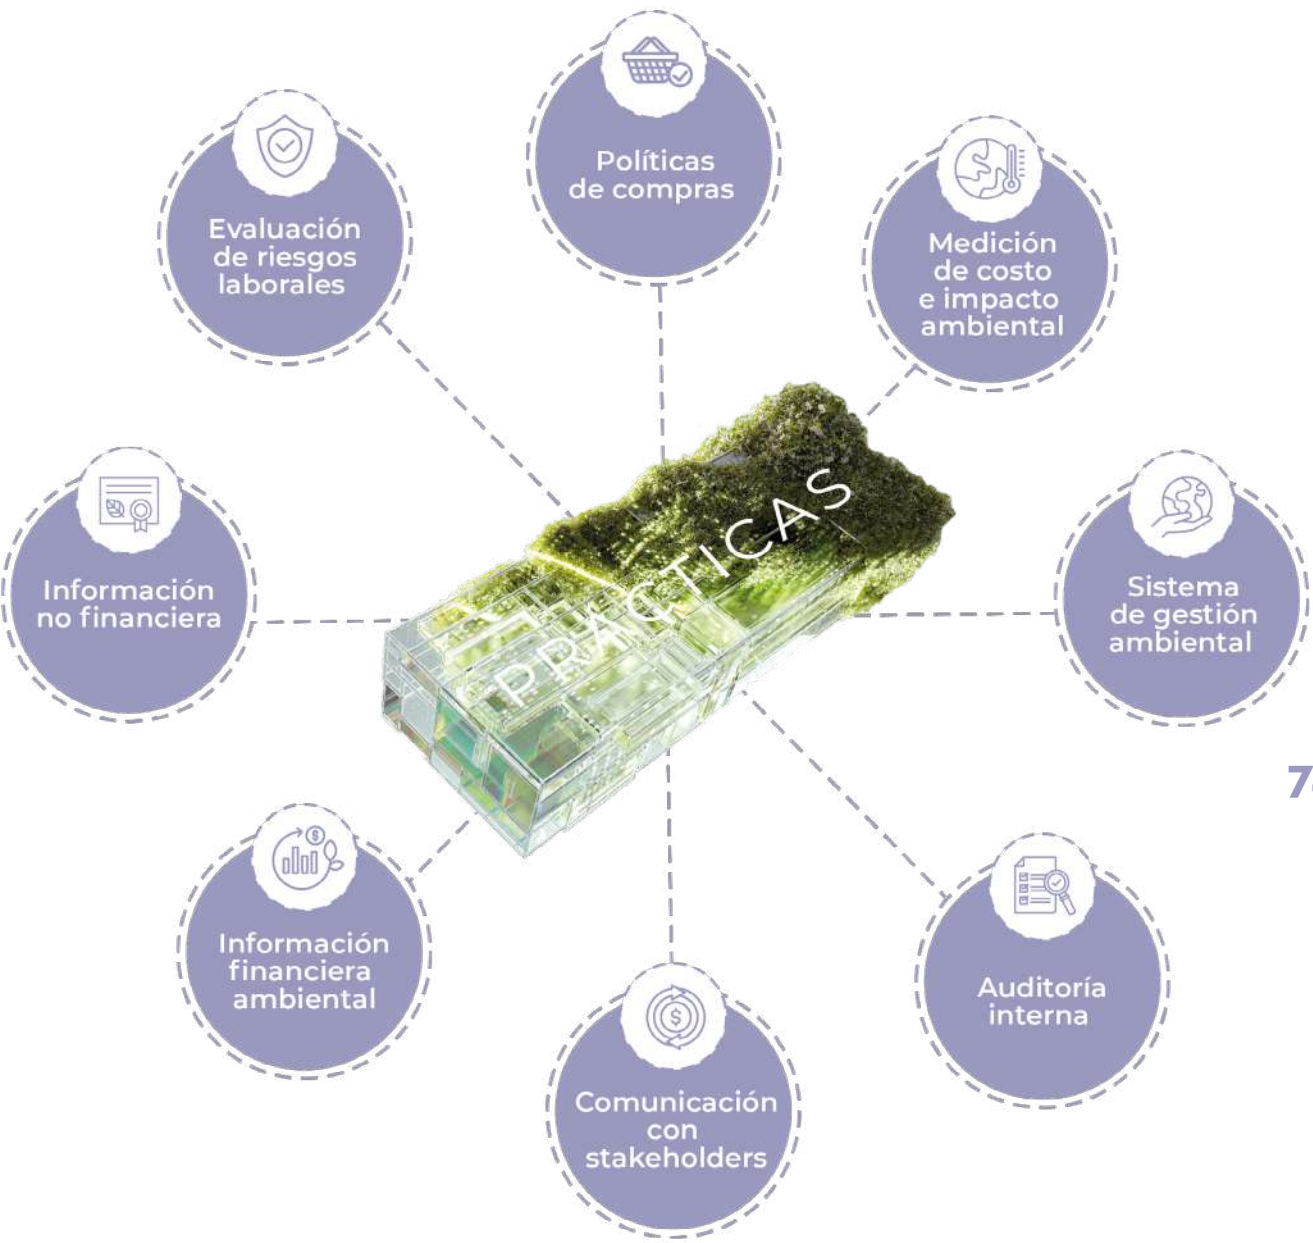 Políticas
de compras
Evaluación
de riesgos
laborales
Medición
de costo
e impacto
ambiental
PRÁCTICAS
Información
no financiera
Sistema
de gestión
ambiental
Información
financiera
ambiental
Auditoría
interna
Comunicación
con
stakeholders